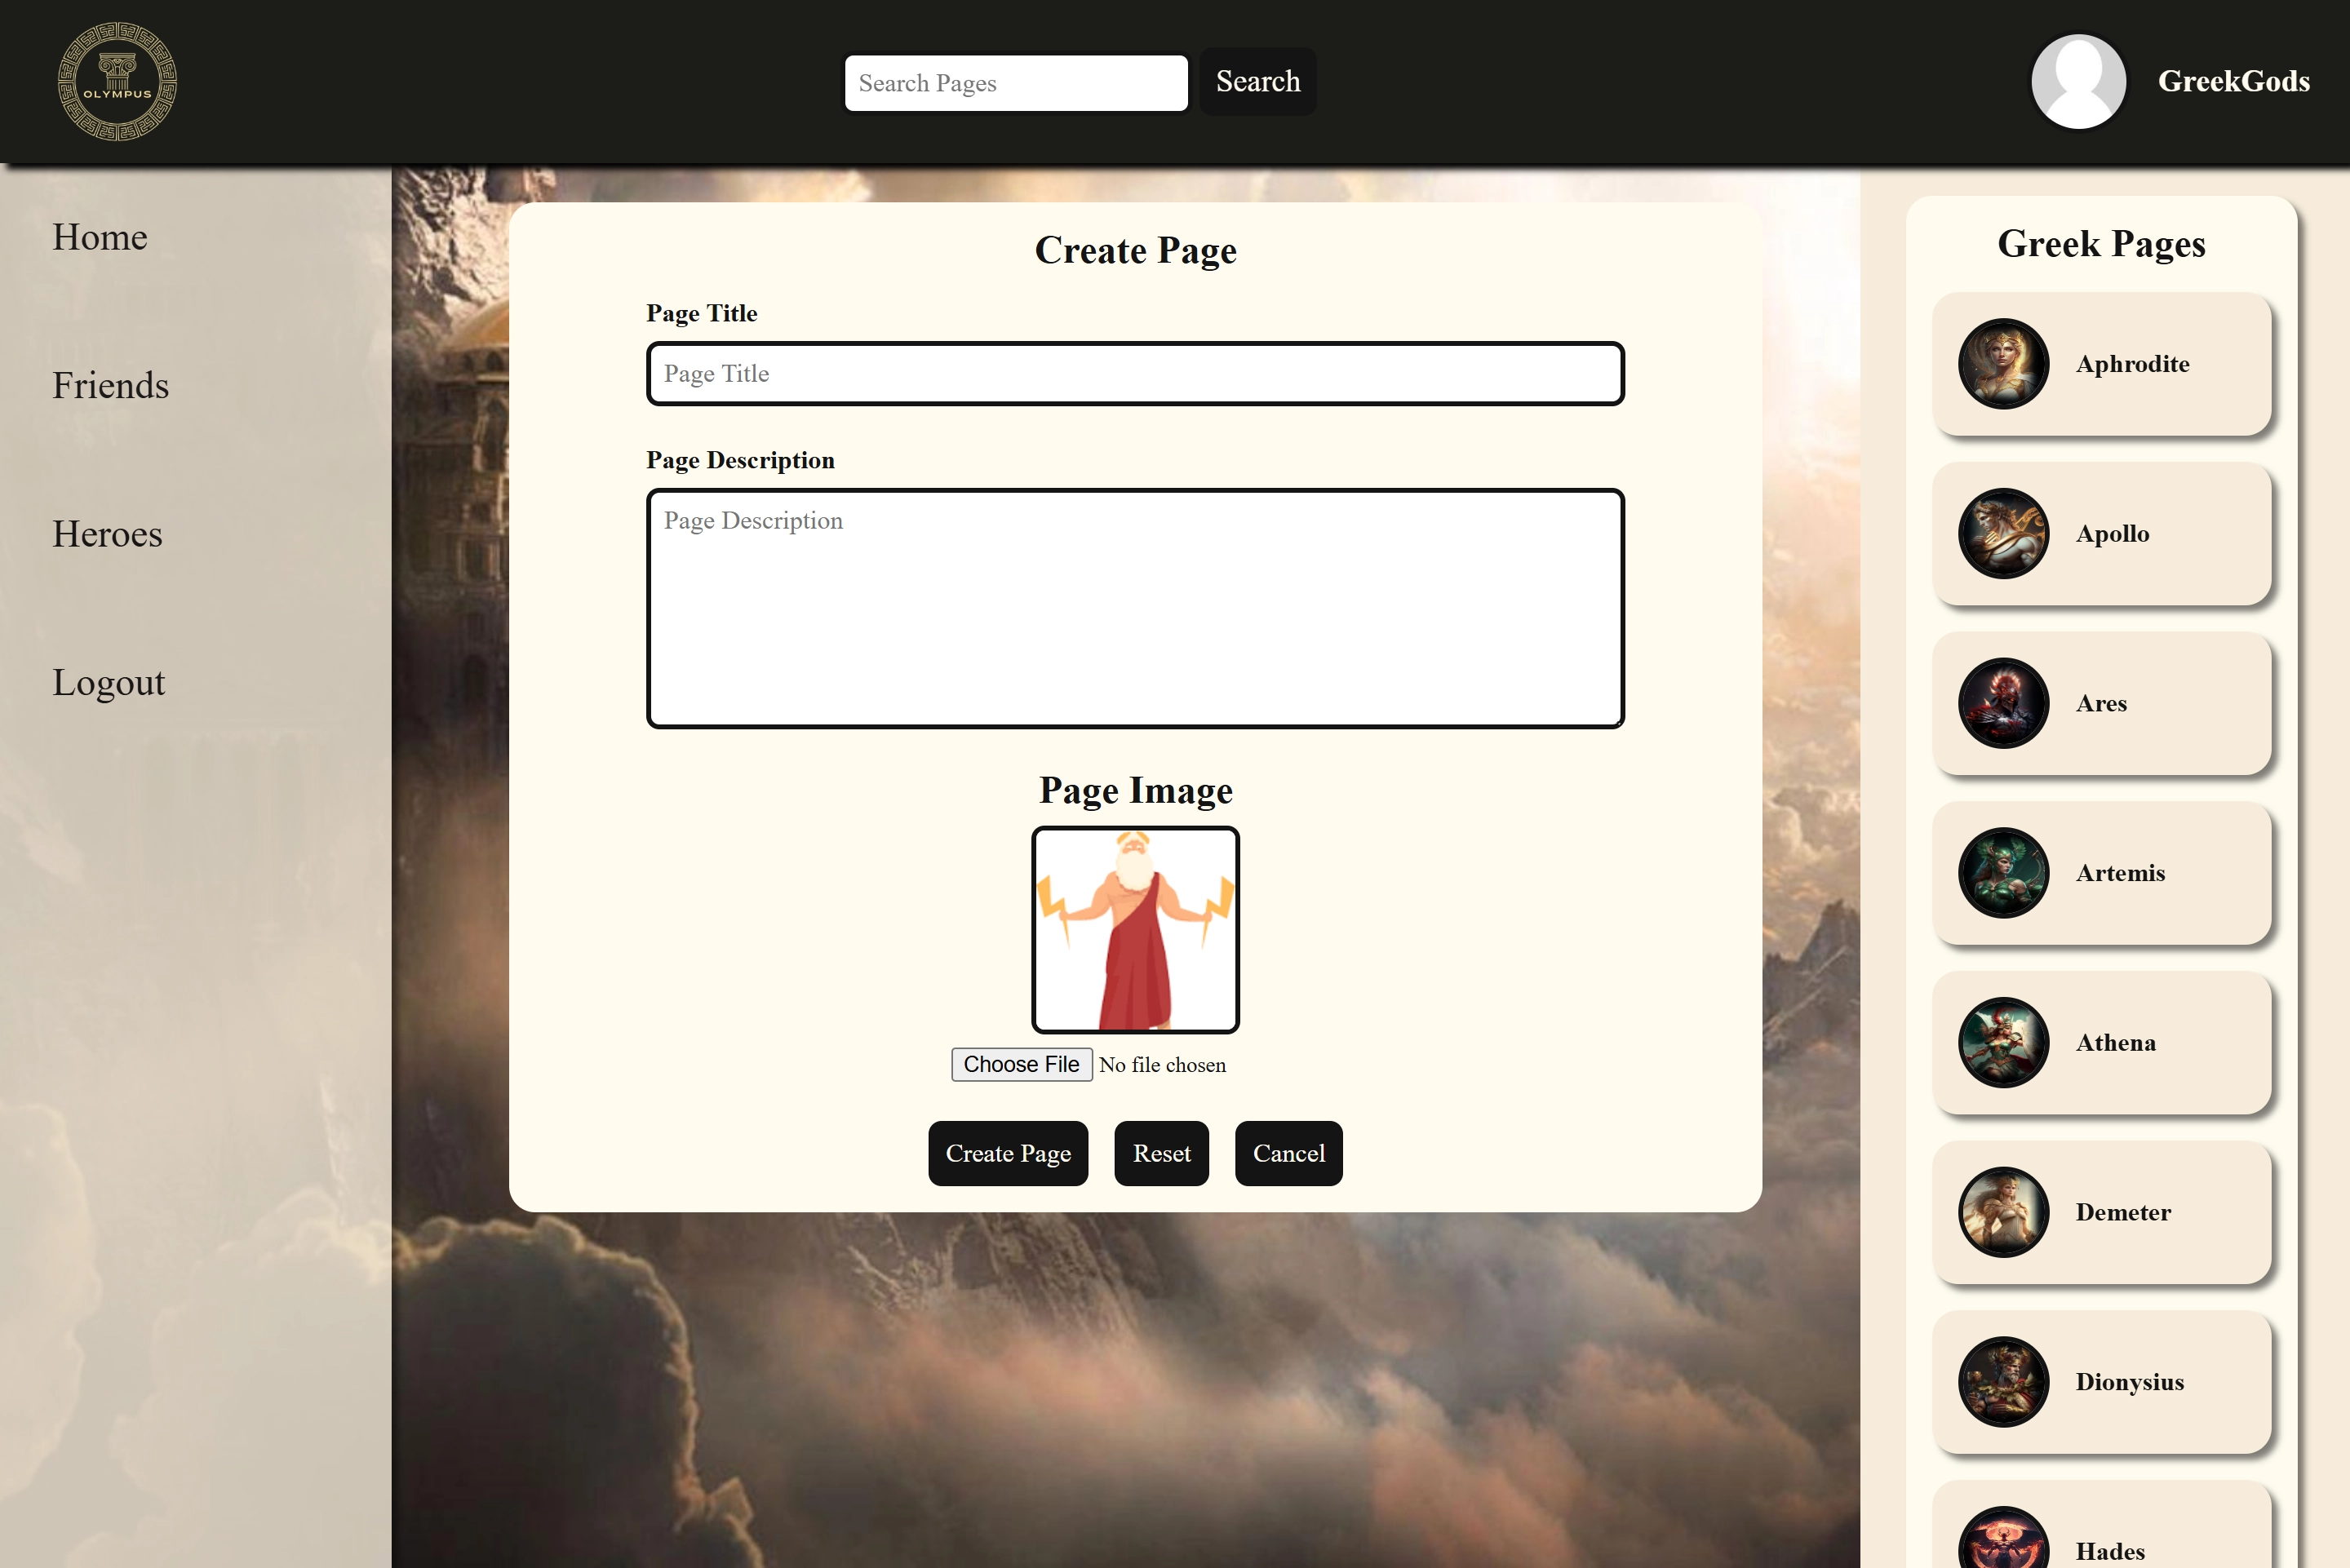 OLYMPUS
Search Pages
Search
GreekGods
Home
Friends
Heroes
Logout
Create Page
Page Title
Page Title
Page Description
Page Description
Page Image
Choose File No file chosen
Create Page
Reset
Cancel
Greek Pages
Aphrodite
Apollo
Ares
Artemis
Athena
Demeter
Dionysius
Hades